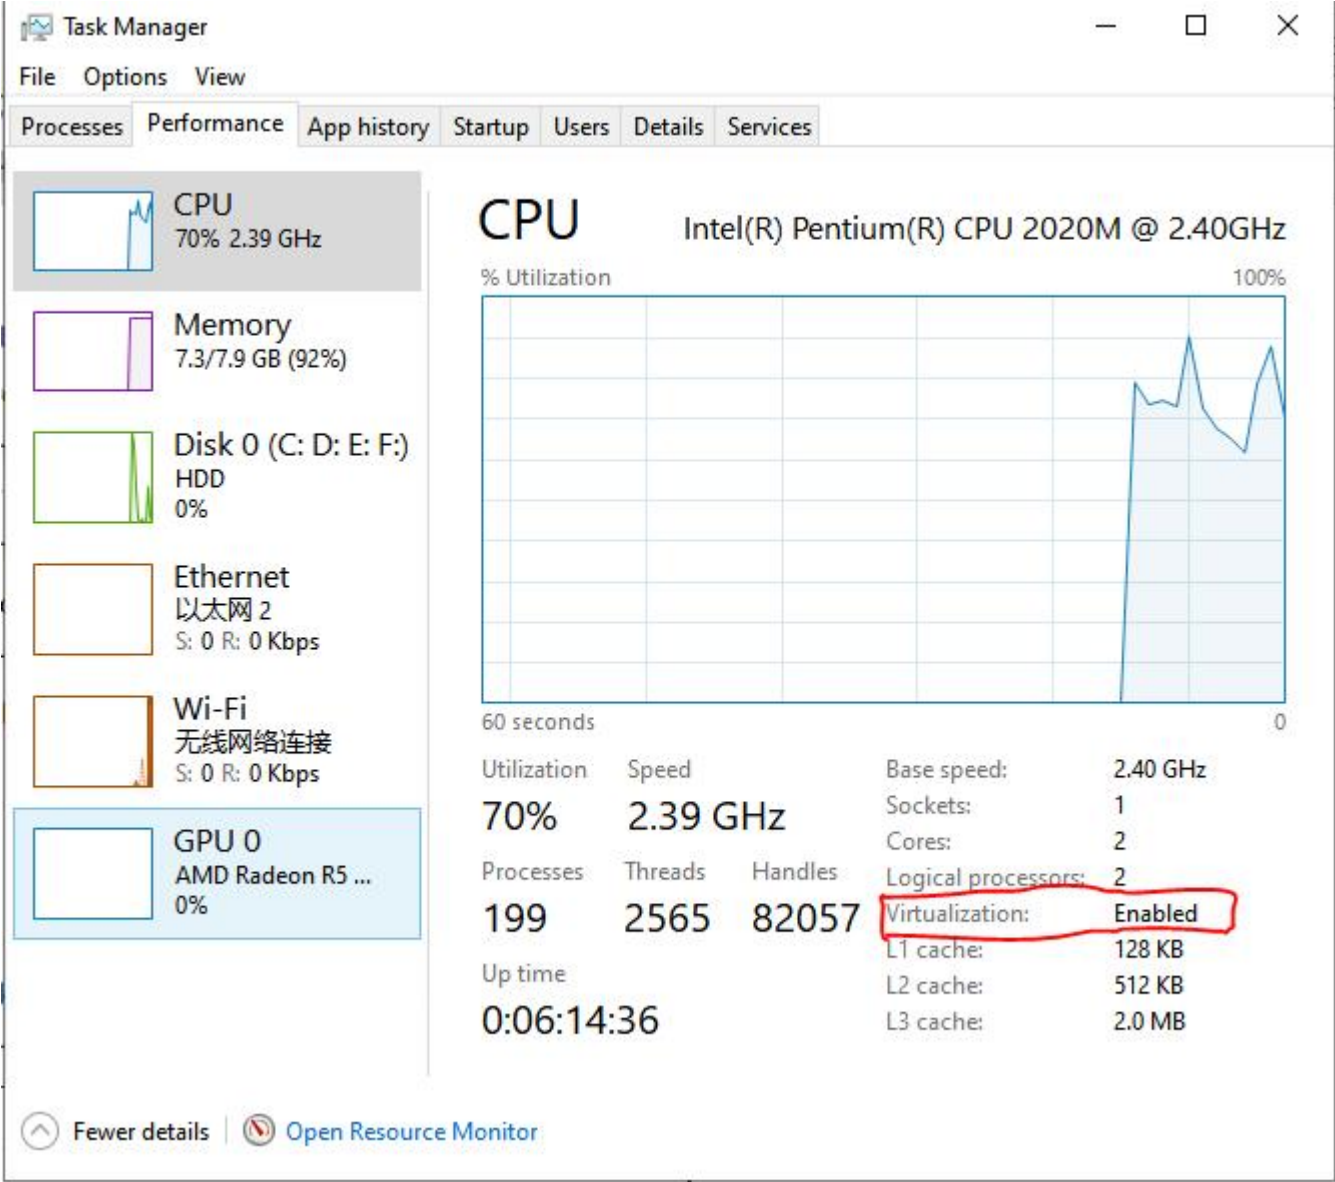 Task Manager
File Options View
Processes Performance App history Startup Users Details Services
CPU
70% 2.39 GHz
Memory
7.3/7.9 GB (92%)
Disk 0 (C: D: E: F:)
HDD
0%
Ethernet
以太网 2
S: 0 R: 0 Kbps
Wi-Fi
无线网络连接
S: 0 R: 0 Kbps
GPU 0
AMD Radeon R5 ...
0%
CPU Intel(R) Pentium(R) CPU 2020M @ 2.40GHz
% Utilization 100%
60 seconds 0
Utilization Speed
70% 2.39 GHz
Processes Threads Handles
199 2565 82057
Up time
0:06:14:36
Base speed: 2.40 GHz
Sockets: 1
Cores: 2
Logical processors: 2
Virtualization: Enabled
L1 cache: 128 KB
L2 cache: 512 KB
L3 cache: 2.0 MB
Fewer details Open Resource Monitor